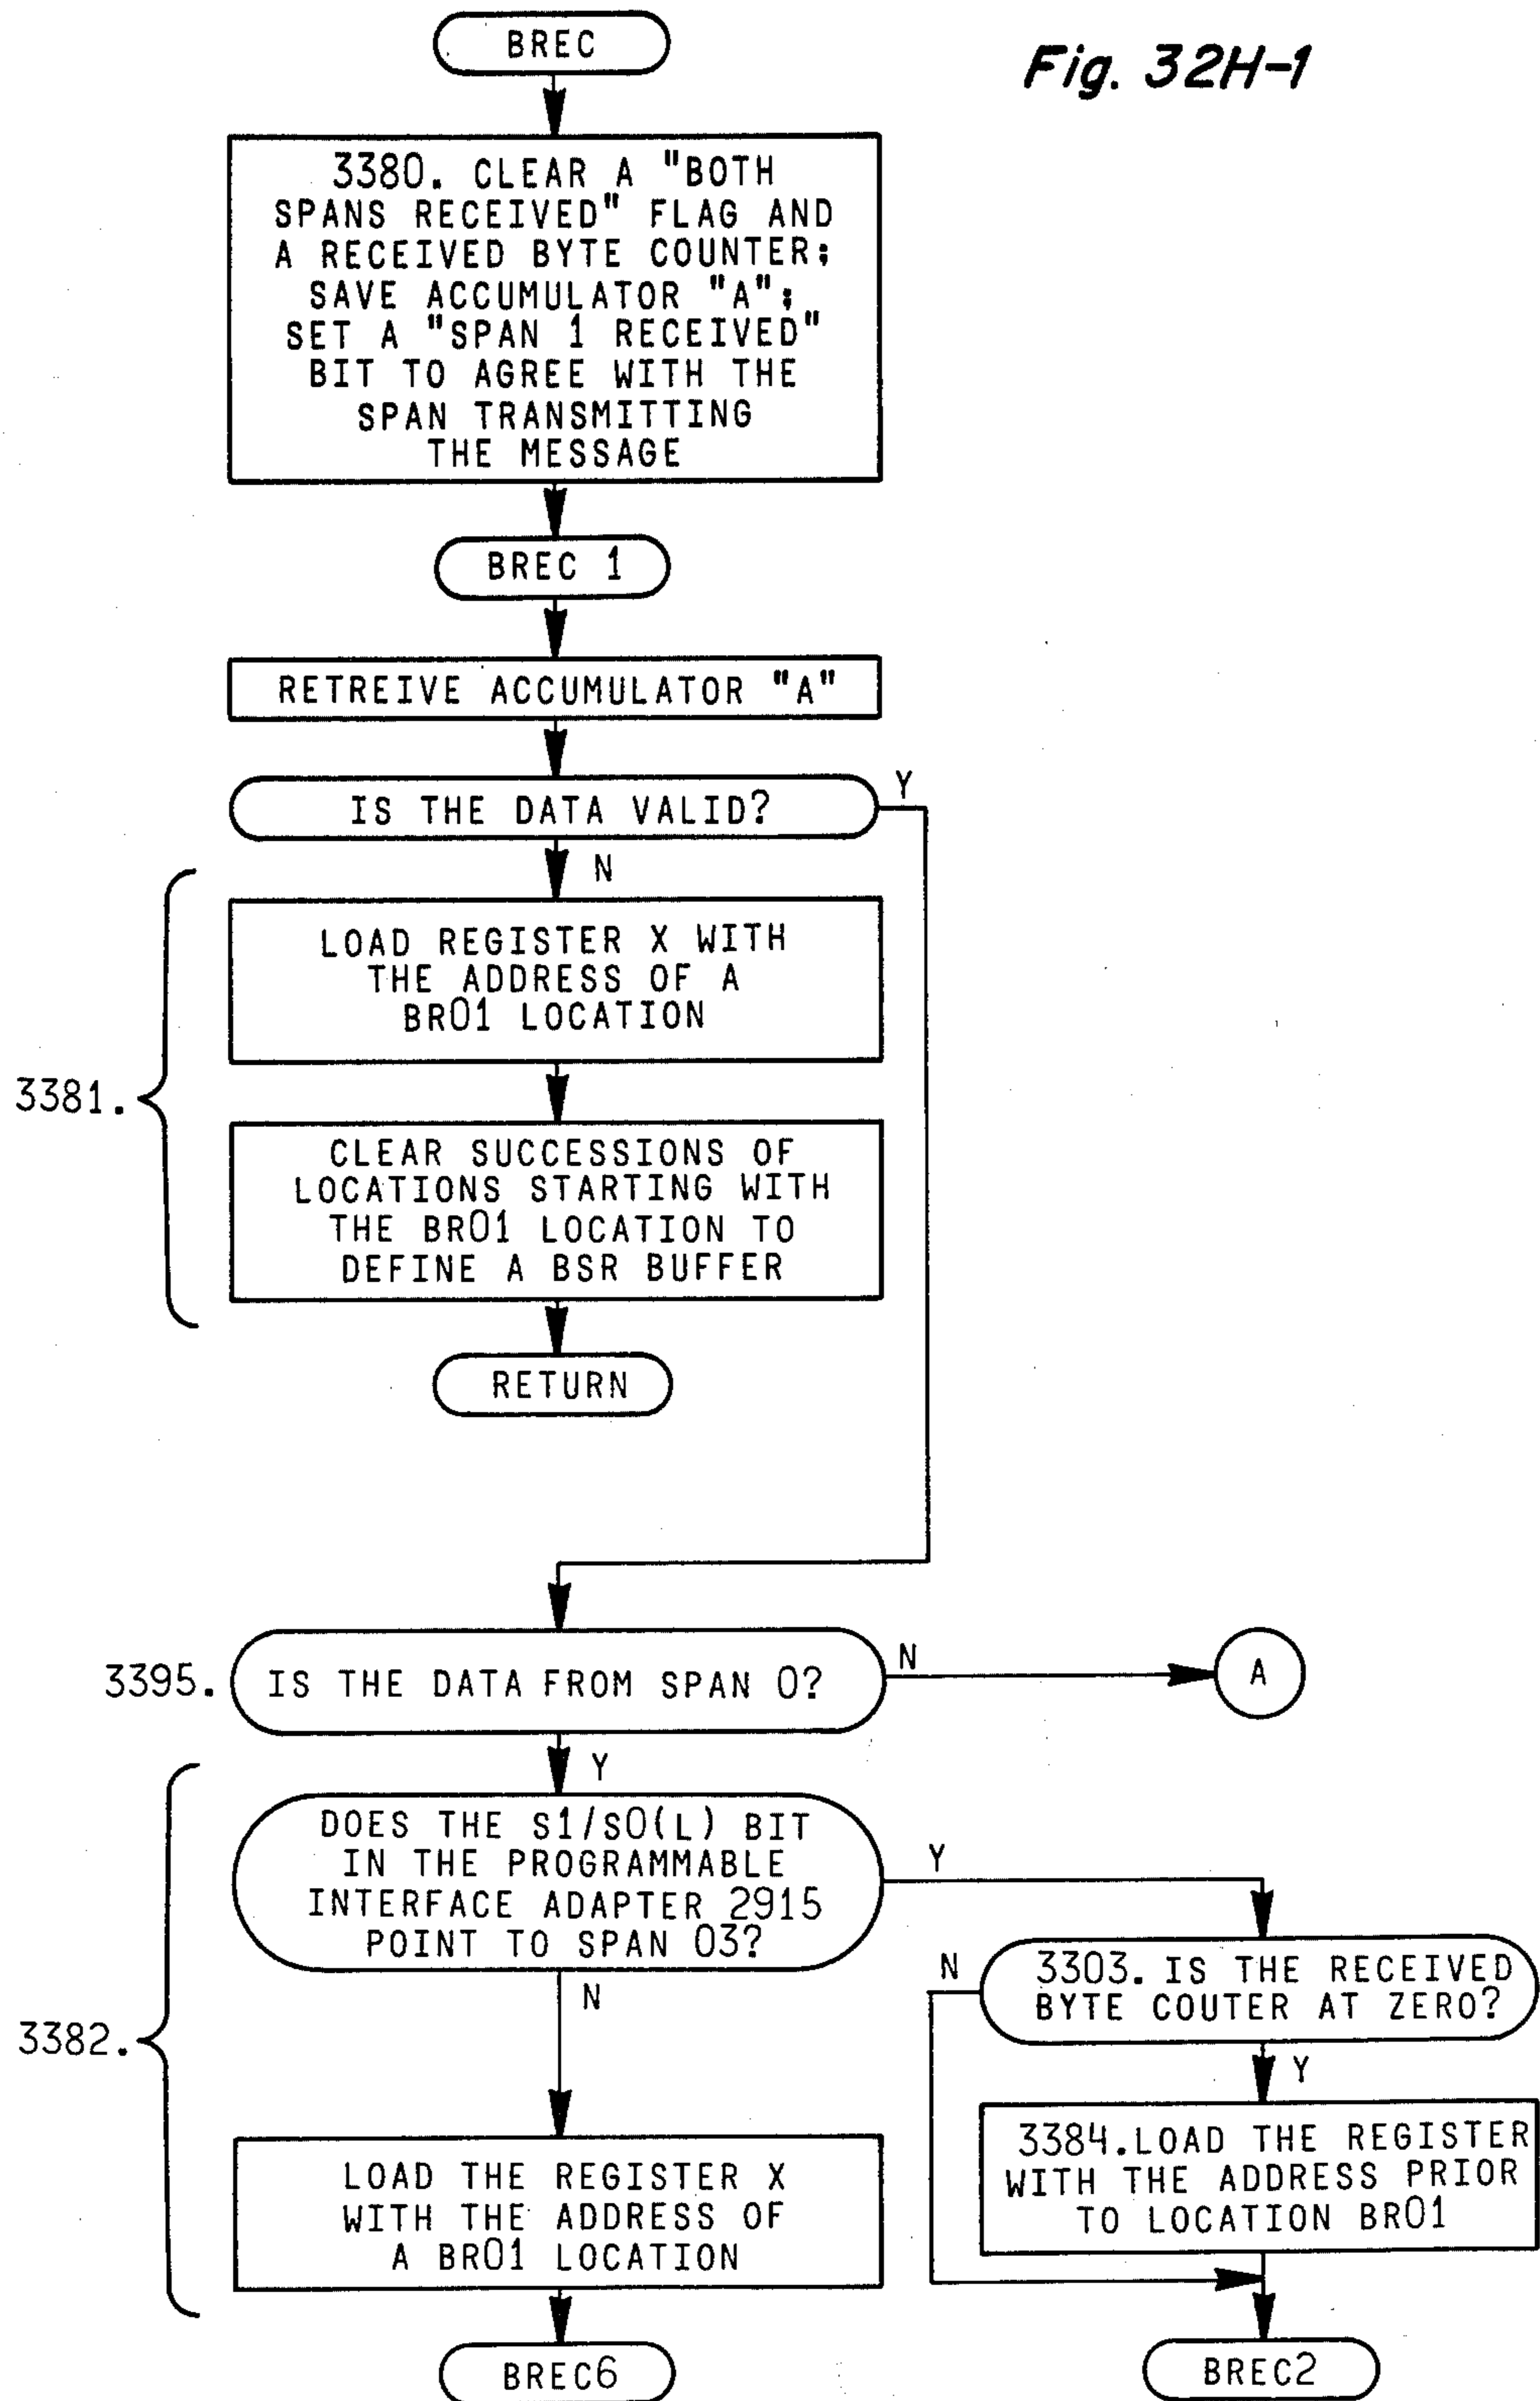 BREC
Fig. 32H-1
3380. CLEAR A "BOTH
SPANS RECEIVED" FLAG AND
A RECEIVED BYTE COUNTER;
SAVE ACCUMULATOR "A";
SET A "SPAN 1 RECEIVED"
BIT TO AGREE WITH THE
SPAN TRANSMITTING
THE MESSAGE
BREC 1
RETREIVE ACCUMULATOR "A"
IS THE DATA VALID?
Y
N
3381.
LOAD REGISTER X WITH
THE ADDRESS OF A
BR01 LOCATION
CLEAR SUCCESSIONS OF
LOCATIONS STARTING WITH
THE BR01 LOCATION TO
DEFINE A BSR BUFFER
RETURN
3395.
IS THE DATA FROM SPAN 0?
N
A
Y
3382.
DOES THE S1/S0(L) BIT
IN THE PROGRAMMABLE
INTERFACE ADAPTER 2915
POINT TO SPAN 03?
Y
N
3303. IS THE RECEIVED
BYTE COUTER AT ZERO?
N
Y
3384. LOAD THE REGISTER
WITH THE ADDRESS PRIOR
TO LOCATION BR01
LOAD THE REGISTER X
WITH THE ADDRESS OF
A BR01 LOCATION
BREC6
BREC2